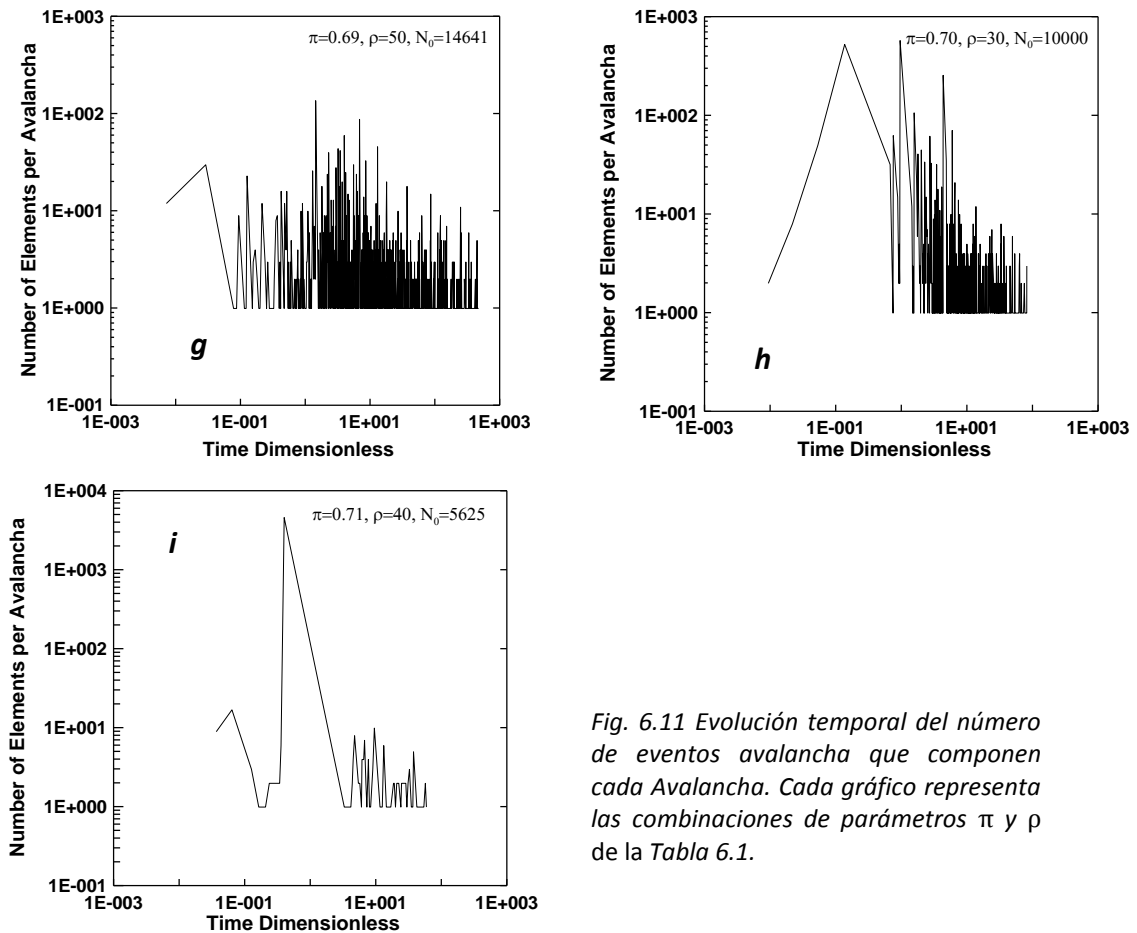 1E+003
1E+002
1E+001
1E+000
1E-001
Number of Elements per Avalancha
π=0.69, ρ=50, N₀=14641
g
1E-003 1E-001 1E+001 1E+003
Time Dimensionless
1E+003
1E+002
1E+001
1E+000
1E-001
Number of Elements per Avalancha
π=0.70, ρ=30, N₀=10000
h
1E-003 1E-001 1E+001 1E+003
Time Dimensionless
1E+004
1E+003
1E+002
1E+001
1E+000
1E-001
Number of Elements per Avalancha
π=0.71, ρ=40, N₀=5625
i
1E-003 1E-001 1E+001 1E+003
Time Dimensionless
Fig. 6.11 Evolución temporal del número
de eventos avalancha que componen
cada Avalancha. Cada gráfico representa
las combinaciones de parámetros π y ρ
de la Tabla 6.1.